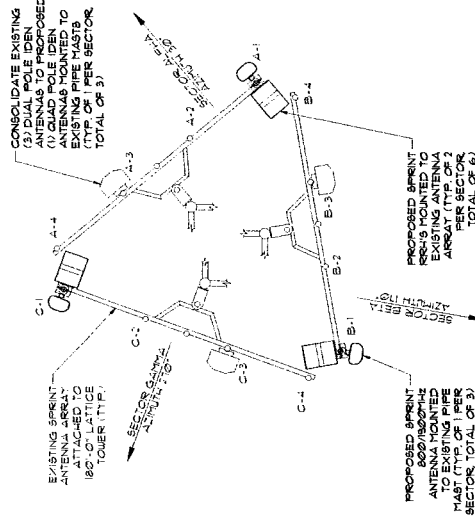 CONSOLIDATE EXISTING
(3) DUAL POLE IDEN
ANTENNAS TO PROPOSED
(1) QUAD POLE IDEN
ANTENNAS MOUNTED TO
EXISTING PIPE MASTS
(TYP. OF 1 PER SECTOR,
TOTAL OF 3)
A-1
A-2
A-3
A-4
B-4
B-3
B-2
B-1
C-1
C-2
C-3
C-4
PROPOSED SPRINT
RRH'S MOUNTED TO
EXISTING ANTENNA
ARRAY (TYP. OF 2
PER SECTOR,
TOTAL OF 6)
SECTOR BETA
AZIMUTH 170°
SECTOR GAMMA
AZIMUTH
EXISTING SPRINT
ANTENNA ARRAY
ATTACHED TO
180'-0" LATTICE
TOWER (TYP.)
PROPOSED SPRINT
800/1900MHz
ANTENNA MOUNTED
TO EXISTING PIPE
MAST (TYP. OF 1 PER
SECTOR, TOTAL OF 3)